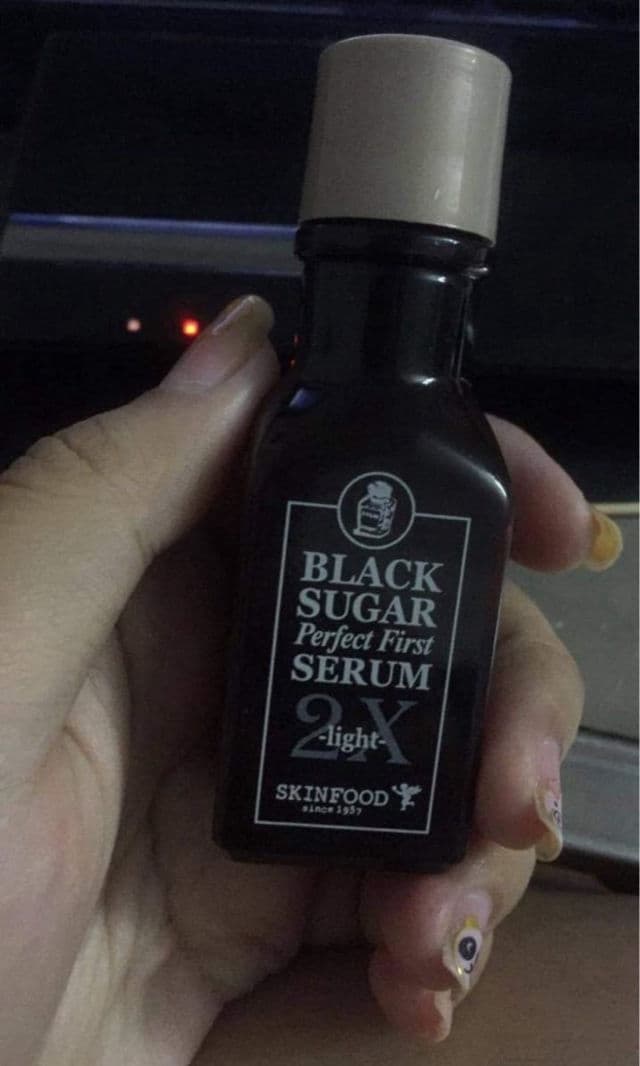 BLACK
SUGAR
Perfect First
SERUM
2X
-light-
SKINFOOD
since 1957